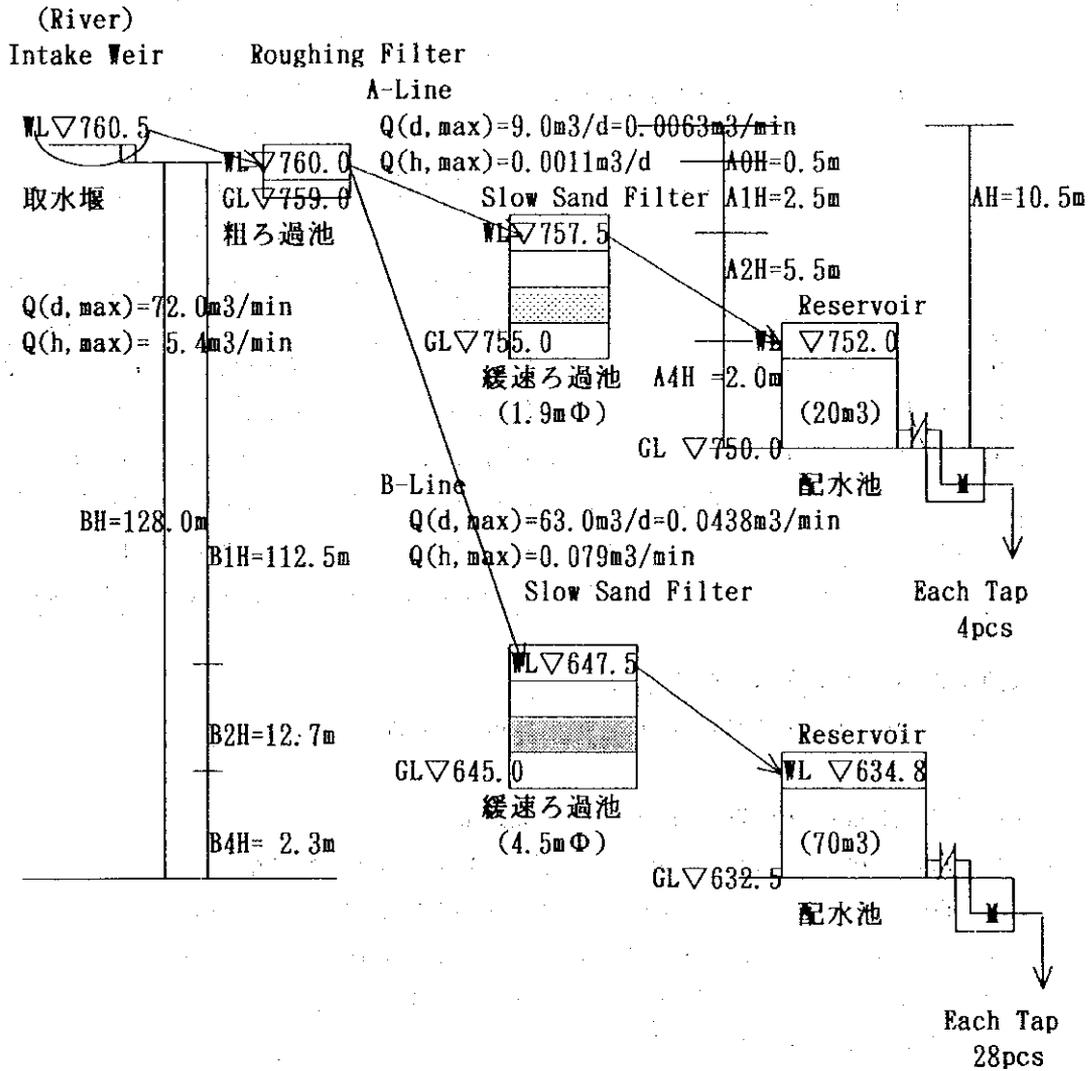 (River)
Intake Weir
Roughing Filter
A-Line
WL▽760.5
Q(d,max)=9.0m3/d=0.0063m3/min
WL▽760.0
Q(h,max)=0.0011m3/d
A0H=0.5m
取水堰
GL▽759.0
Slow Sand Filter
A1H=2.5m
AH=10.5m
粗ろ過池
WL▽757.5
A2H=5.5m
Q(d,max)=72.0m3/min
Reservoir
Q(h,max)= 5.4m3/min
GL▽755.0
WL ▽752.0
緩速ろ過池
A4H =2.0m
(1.9mΦ)
(20m3)
GL ▽750.0
B-Line
配水池
M
BH=128.0m
Q(d,max)=63.0m3/d=0.0438m3/min
B1H=112.5m
Q(h,max)=0.079m3/min
Slow Sand Filter
Each Tap
4pcs
WL▽647.5
B2H=12.7m
Reservoir
GL▽645.0
WL ▽634.8
緩速ろ過池
B4H= 2.3m
(4.5mΦ)
(70m3)
GL▽632.5
配水池
M
Each Tap
28pcs